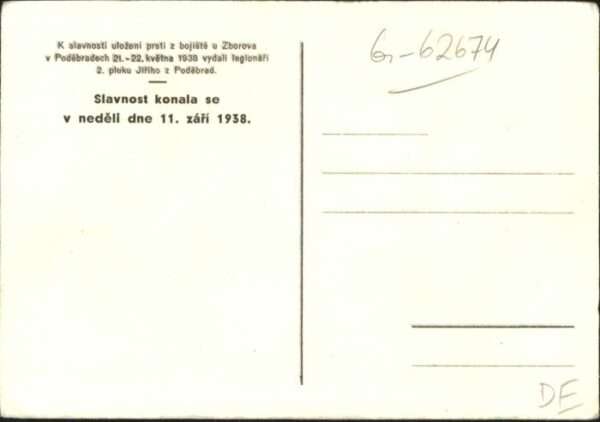 K slavnosti uložení prsti z bojiště u Zborova
v Poděbradech 21.-22. května 1938 vydali legionáři
2. pluku Jiřího z Poděbrad.
Slavnost konala se
v neděli dne 11. září 1938.
G-62674
DE